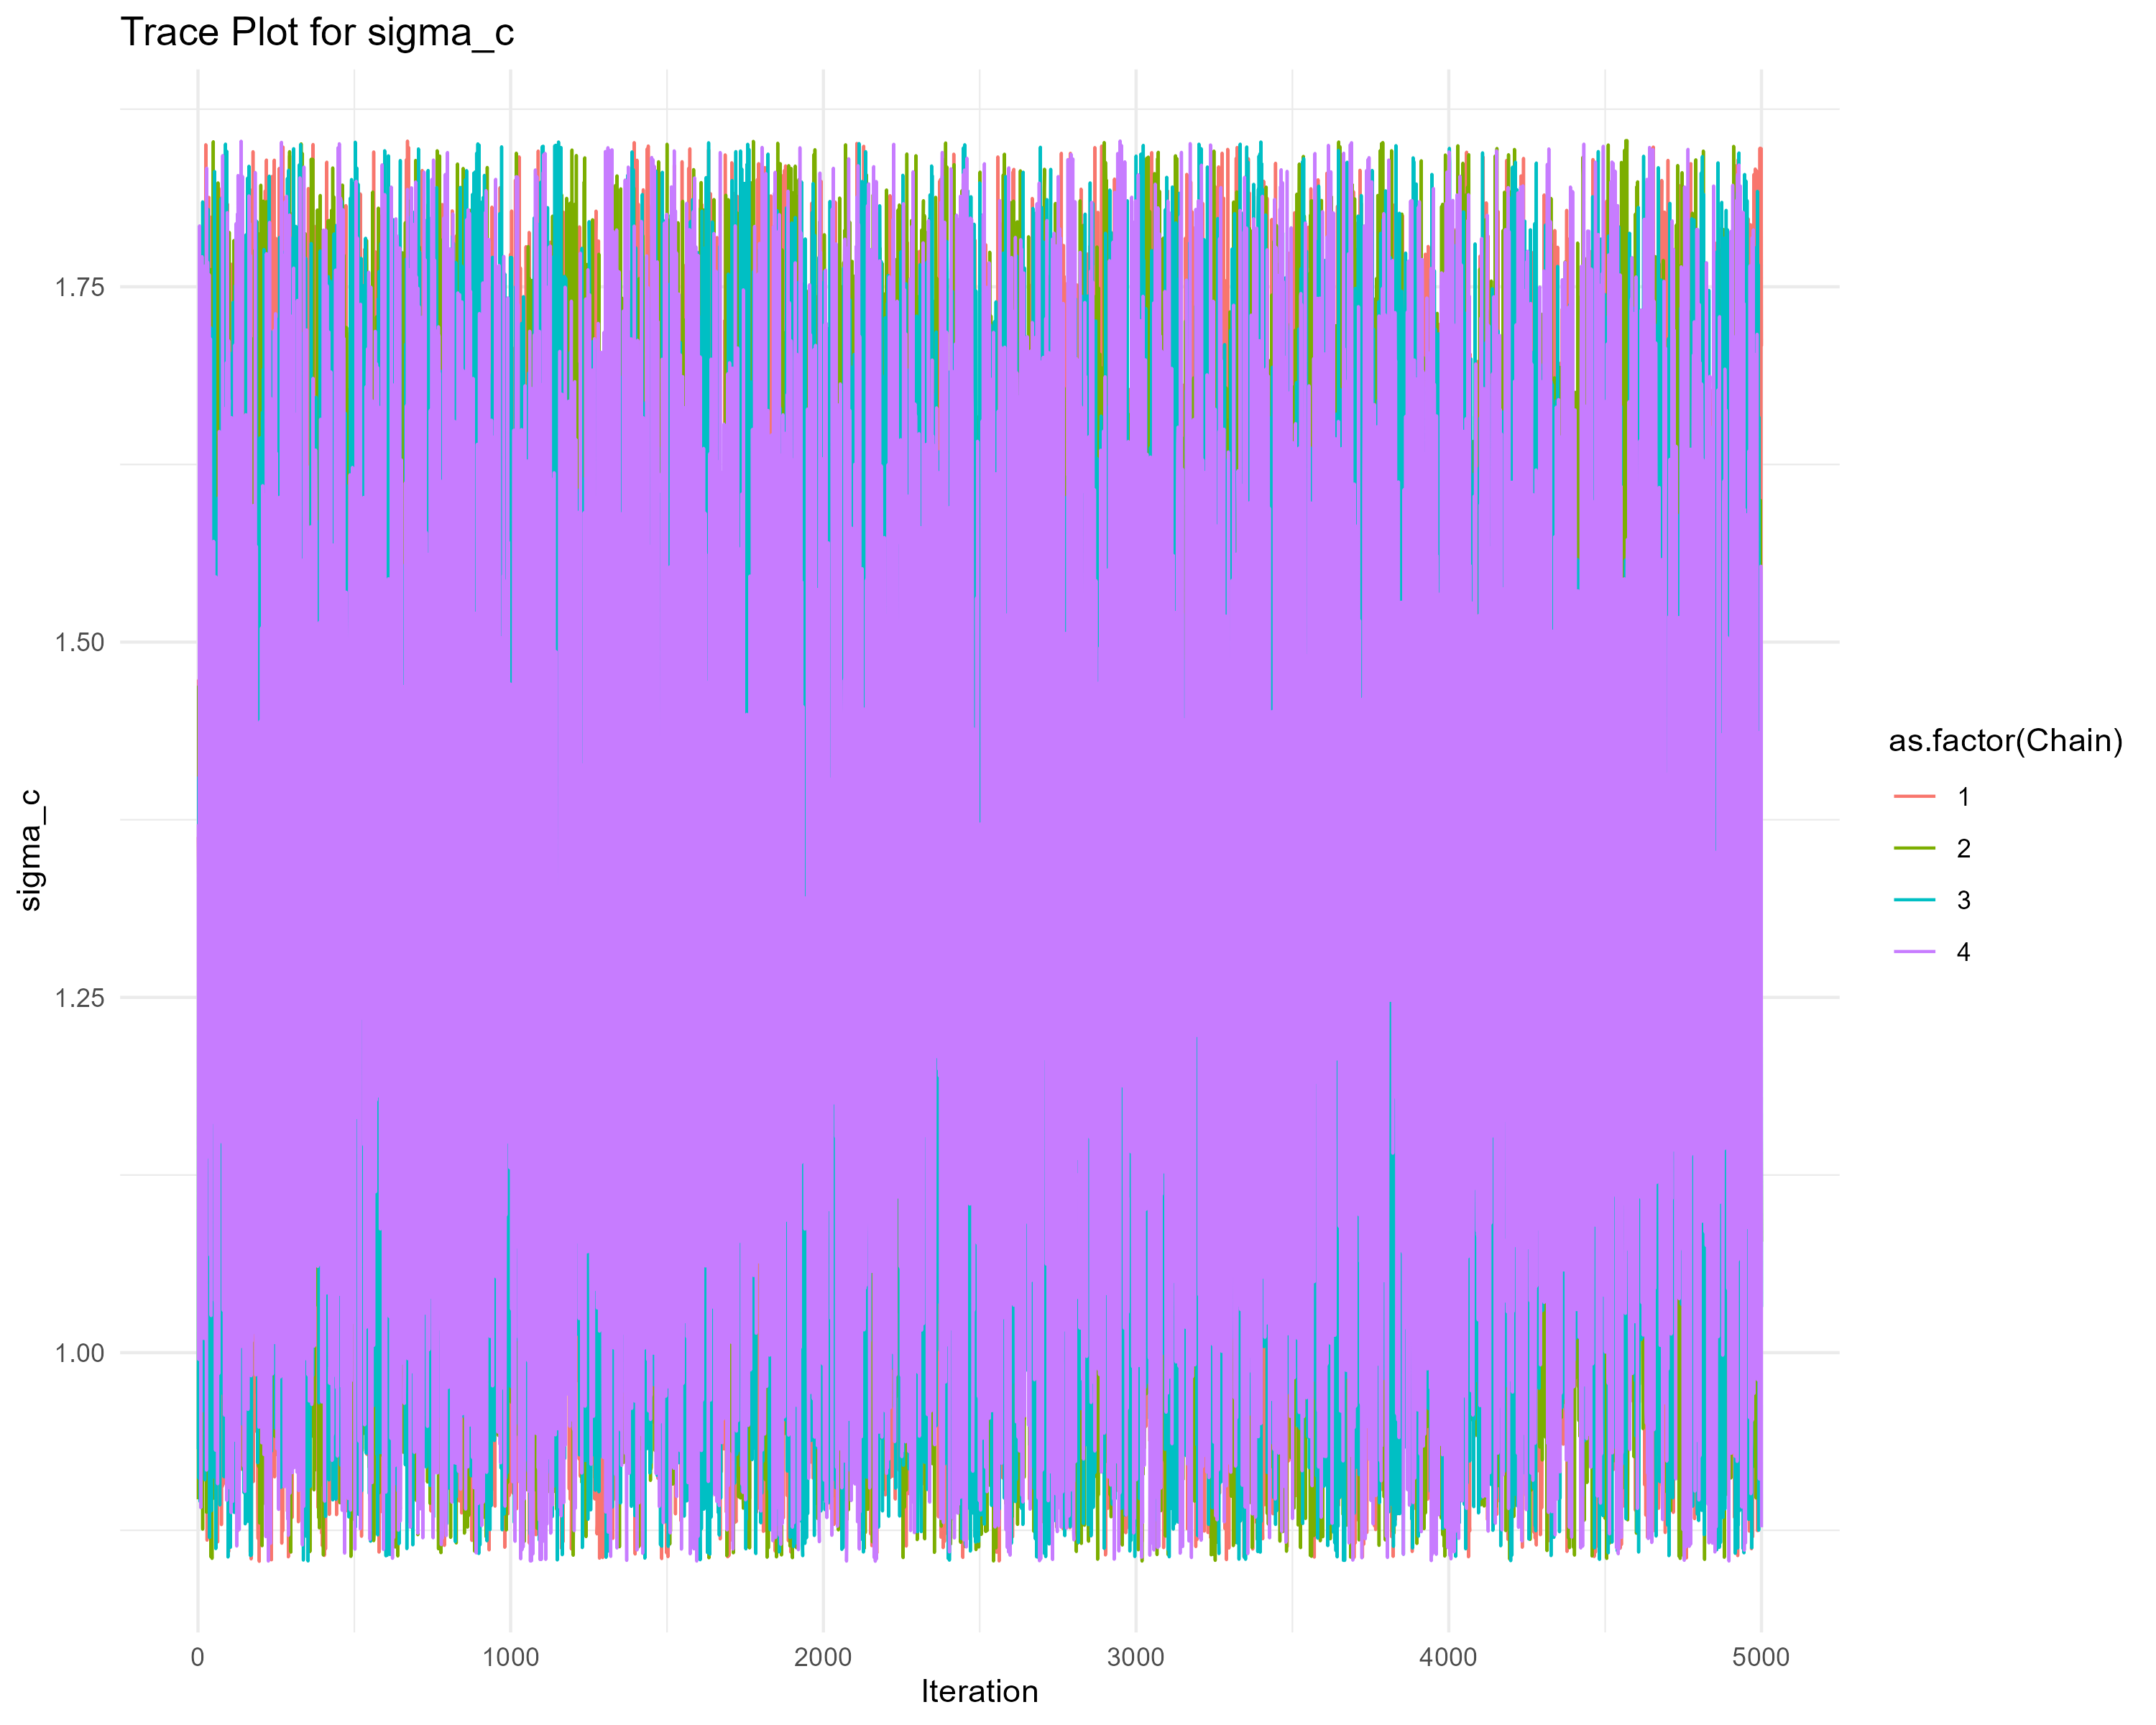 Trace Plot for sigma_c
1.75
1.50
1.25
1.00
sigma_c
0 1000 2000 3000 4000 5000
Iteration
as.factor(Chain)
1
2
3
4